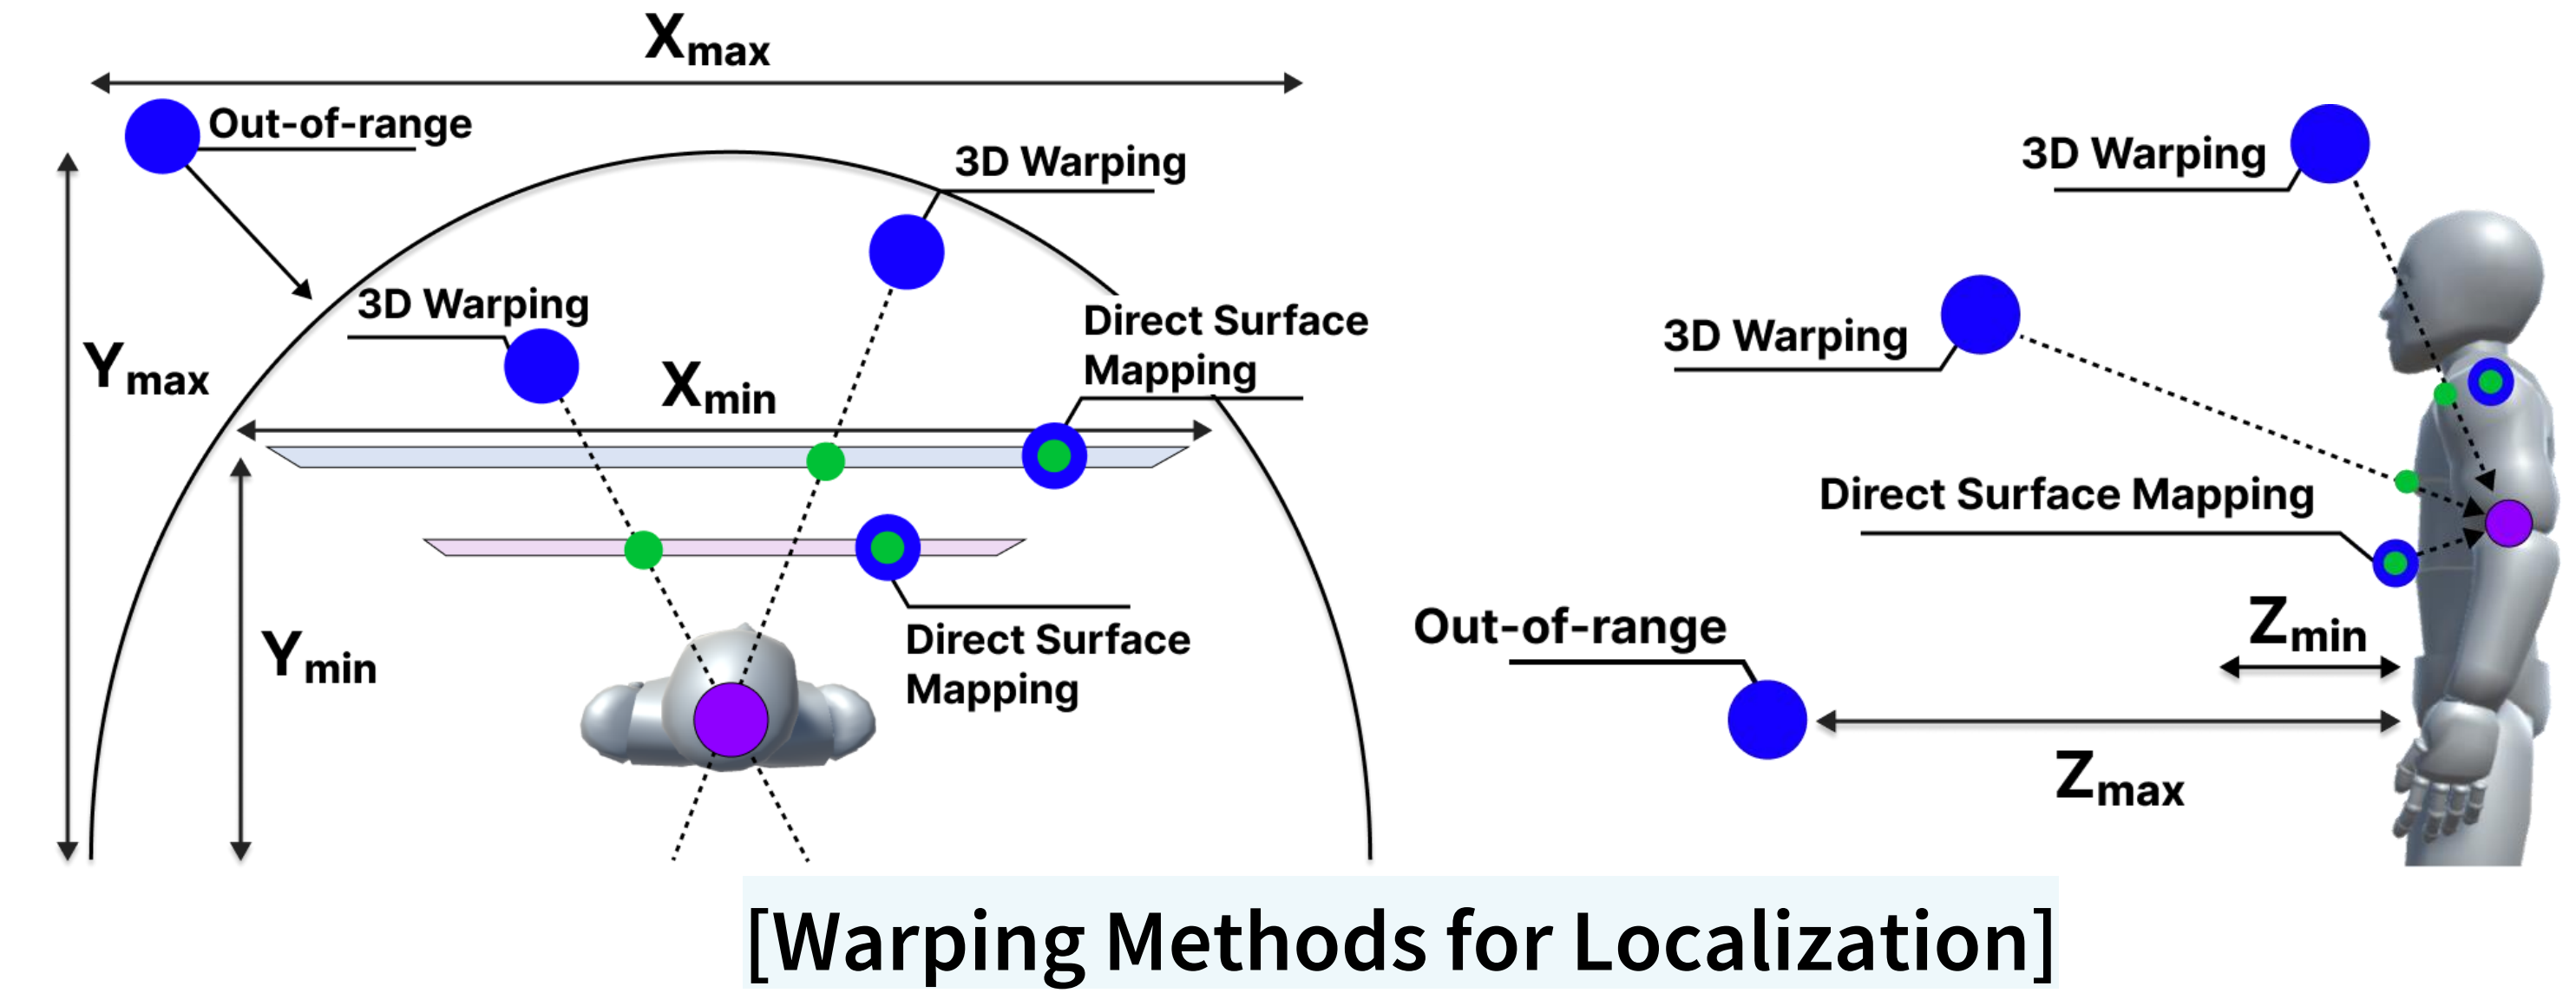 Xmax
Out-of-range
3D Warping
3D Warping
Ymax
Xmin
Direct Surface
Mapping
Ymin
Direct Surface
Mapping
3D Warping
3D Warping
Direct Surface Mapping
Out-of-range
Zmin
Zmax
[Warping Methods for Localization]